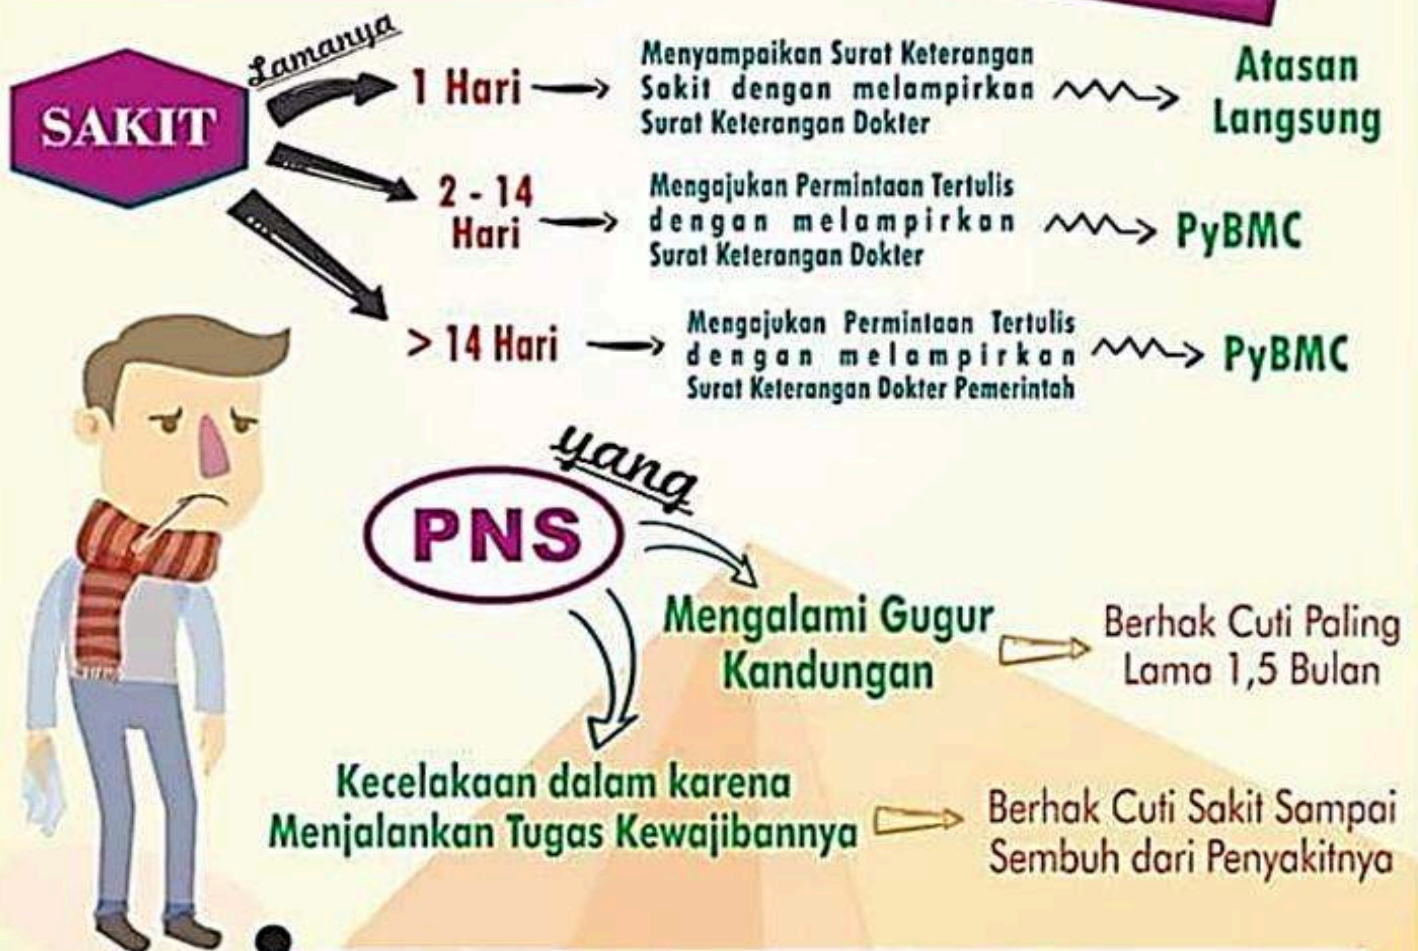 SAKIT
Lamanya
1 Hari
Menyampaikan Surat Keterangan
Sakit dengan melampirkan
Surat Keterangan Dokter
Atasan
Langsung
2 - 14
Hari
Mengajukan Permintaan Tertulis
dengan melampirkan
Surat Keterangan Dokter
PyBMC
> 14 Hari
Mengajukan Permintaan Tertulis
dengan melampirkan
Surat Keterangan Dokter Pemerintah
PyBMC
PNS
yang
Mengalami Gugur
Kandungan
Berhak Cuti Paling
Lama 1,5 Bulan
Kecelakaan dalam karena
Menjalankan Tugas Kewajibannya
Berhak Cuti Sakit Sampai
Sembuh dari Penyakitnya